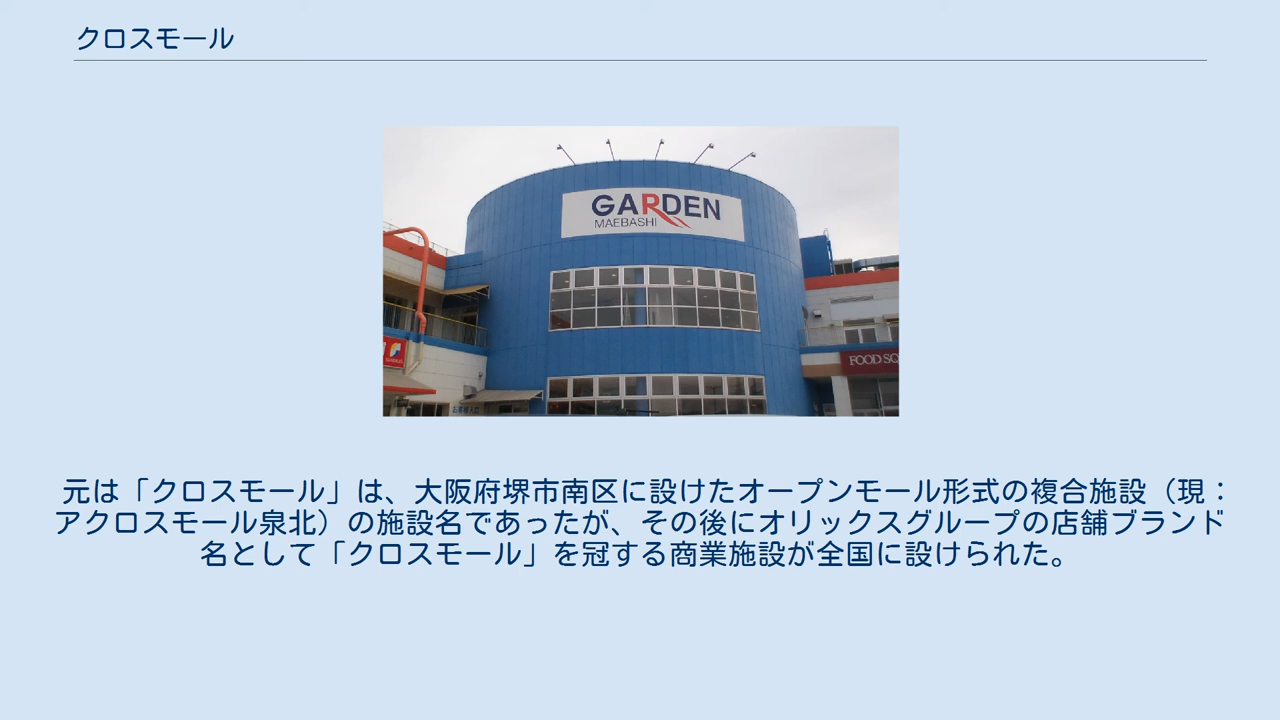 クロスモール
GARDEN
MAEBASHI
FOOD SQ
お客様入口
元は「クロスモール」は、大阪府堺市南区に設けたオープンモール形式の複合施設（現：
アクロスモール泉北）の施設名であったが、その後にオリックスグループの店舗ブランド
名として「クロスモール」を冠する商業施設が全国に設けられた。